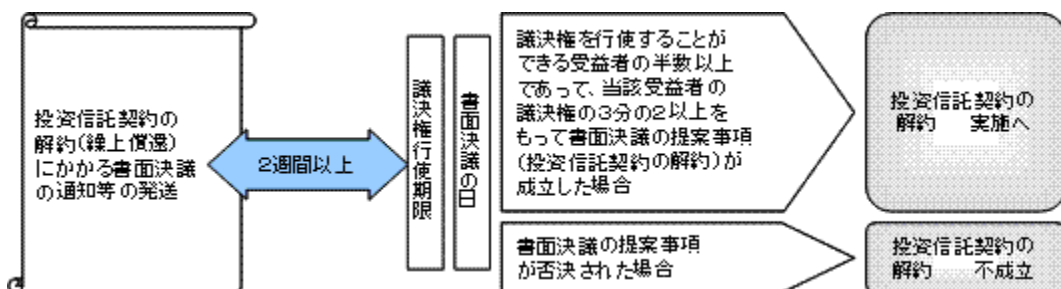 投資信託契約の
解約(繰上償還)
にかかる書面決議
の通知等の発送
2週間以上
議決権行使期限
書面決議の日
議決権を行使することが
できる受益者の半数以上
であって、当該受益者の
議決権の3分の2以上を
もって書面決議の提案事項
(投資信託契約の解約)が
成立した場合
投資信託契約の
解約　実施へ
書面決議の提案事項
が否決された場合
投資信託契約の
解約　不成立